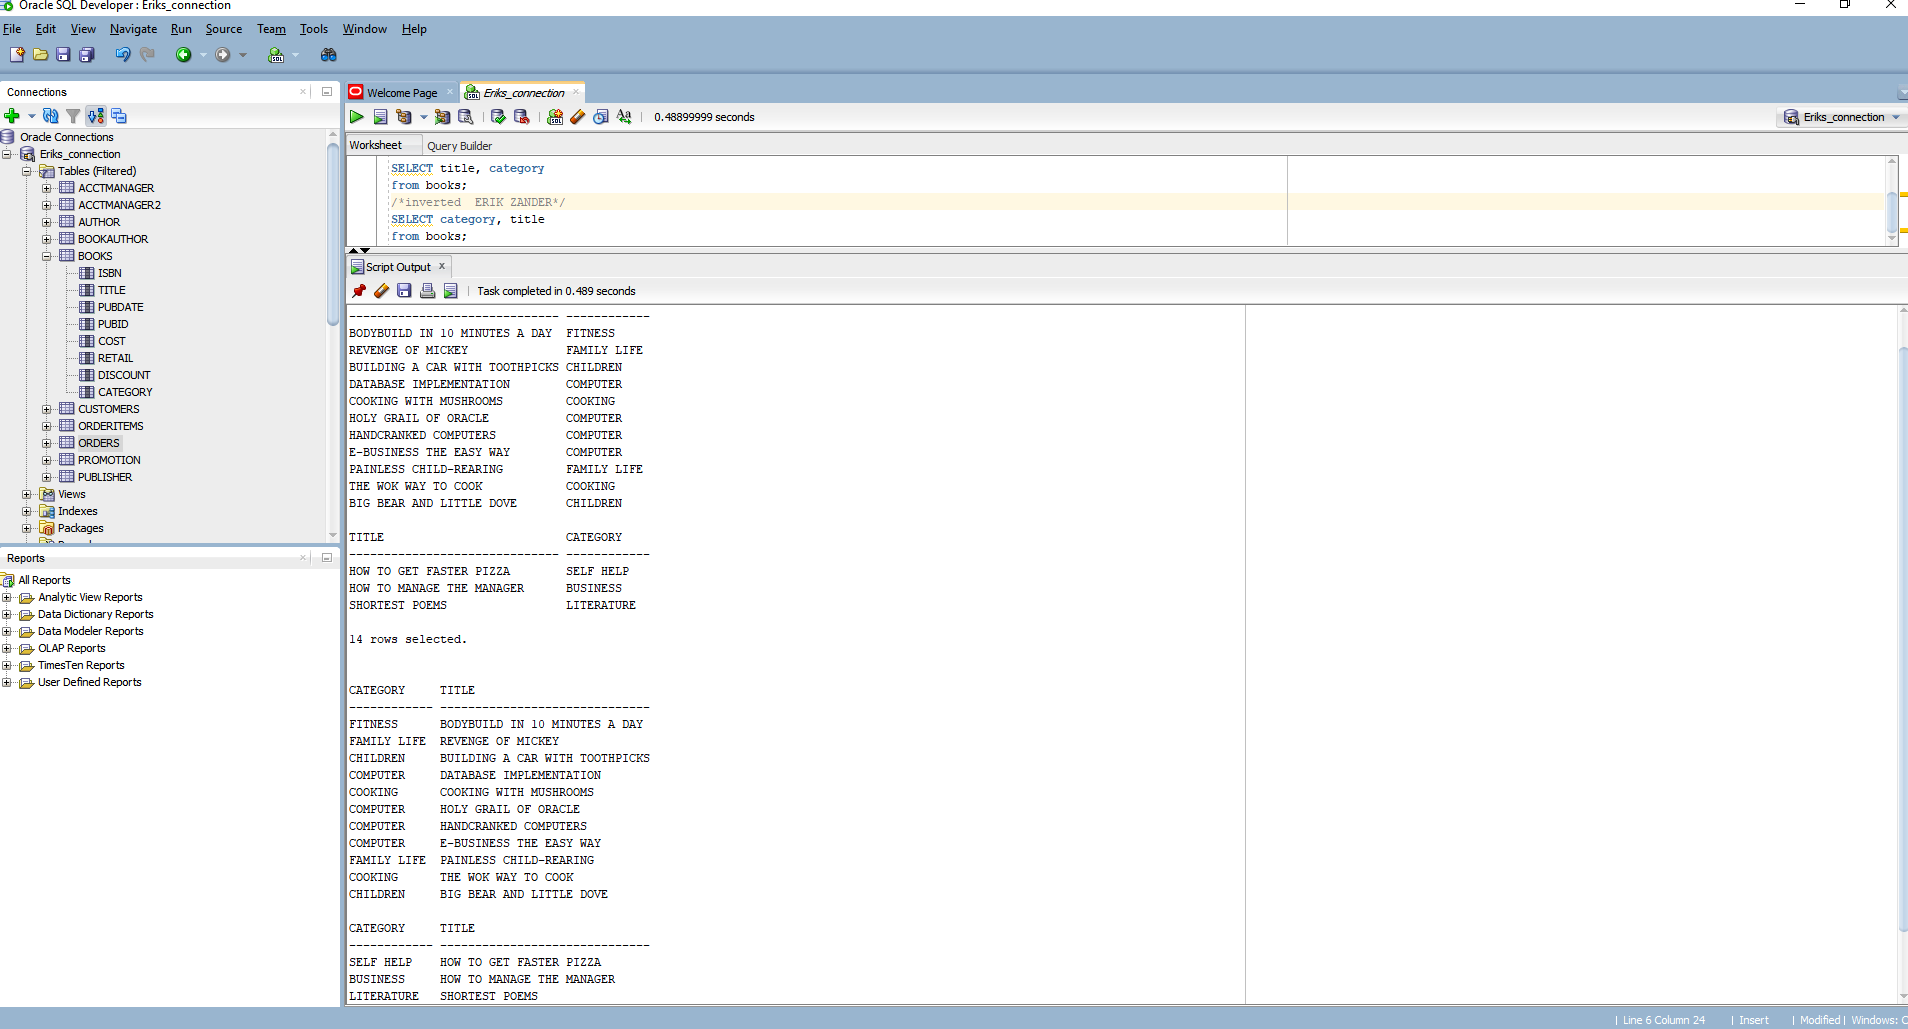 Oracle SQL Developer : Eriks_connection
File Edit View Navigate Run Source Team Tools Window Help
Connections
Oracle Connections
Eriks_connection
Tables (Filtered)
ACCTMANAGER
ACCTMANAGER2
AUTHOR
BOOKAUTHOR
BOOKS
ISBN
TITLE
PUBDATE
PUBID
COST
RETAIL
DISCOUNT
CATEGORY
CUSTOMERS
ORDERITEMS
ORDERS
PROMOTION
PUBLISHER
Views
Indexes
Packages
Reports
All Reports
Analytic View Reports
Data Dictionary Reports
Data Modeler Reports
OLAP Reports
TimesTen Reports
User Defined Reports
Welcome Page Eriks_connection
0.48899999 seconds
Eriks_connection
Worksheet Query Builder
SELECT title, category
from books;
/*inverted  ERIK ZANDER*/
SELECT category, title
from books;
Script Output
Task completed in 0.489 seconds
------------------------------ ------------
BODYBUILD IN 10 MINUTES A DAY  FITNESS
REVENGE OF MICKEY              FAMILY LIFE
BUILDING A CAR WITH TOOTHPICKS CHILDREN
DATABASE IMPLEMENTATION        COMPUTER
COOKING WITH MUSHROOMS         COOKING
HOLY GRAIL OF ORACLE           COMPUTER
HANDCRANKED COMPUTERS          COMPUTER
E-BUSINESS THE EASY WAY        COMPUTER
PAINLESS CHILD-REARING         FAMILY LIFE
THE WOK WAY TO COOK            COOKING
BIG BEAR AND LITTLE DOVE       CHILDREN
TITLE                          CATEGORY
------------------------------ ------------
HOW TO GET FASTER PIZZA        SELF HELP
HOW TO MANAGE THE MANAGER      BUSINESS
SHORTEST POEMS                 LITERATURE
14 rows selected.
CATEGORY     TITLE
------------ ------------------------------
FITNESS      BODYBUILD IN 10 MINUTES A DAY
FAMILY LIFE  REVENGE OF MICKEY
CHILDREN     BUILDING A CAR WITH TOOTHPICKS
COMPUTER     DATABASE IMPLEMENTATION
COOKING      COOKING WITH MUSHROOMS
COMPUTER     HOLY GRAIL OF ORACLE
COMPUTER     HANDCRANKED COMPUTERS
COMPUTER     E-BUSINESS THE EASY WAY
FAMILY LIFE  PAINLESS CHILD-REARING
COOKING      THE WOK WAY TO COOK
CHILDREN     BIG BEAR AND LITTLE DOVE
CATEGORY     TITLE
------------ ------------------------------
SELF HELP    HOW TO GET FASTER PIZZA
BUSINESS     HOW TO MANAGE THE MANAGER
LITERATURE   SHORTEST POEMS
| Line 6 Column 24 | Insert | Modified | Windows: C